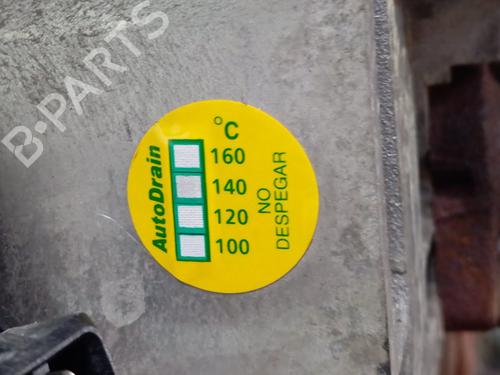 B-PARTS
AutoDrain
°C
160
140
120
100
NO
DESPEGAR